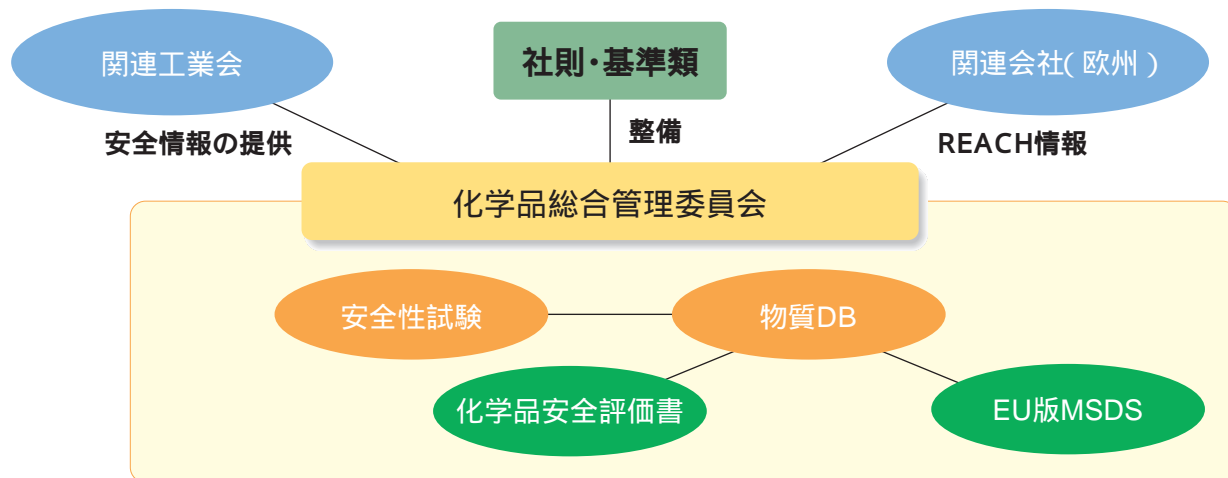 関連工業会
社則・基準類
関連会社( 欧州 )
安全情報の提供
整備
REACH情報
化学品総合管理委員会
安全性試験
物質DB
化学品安全評価書
EU版MSDS